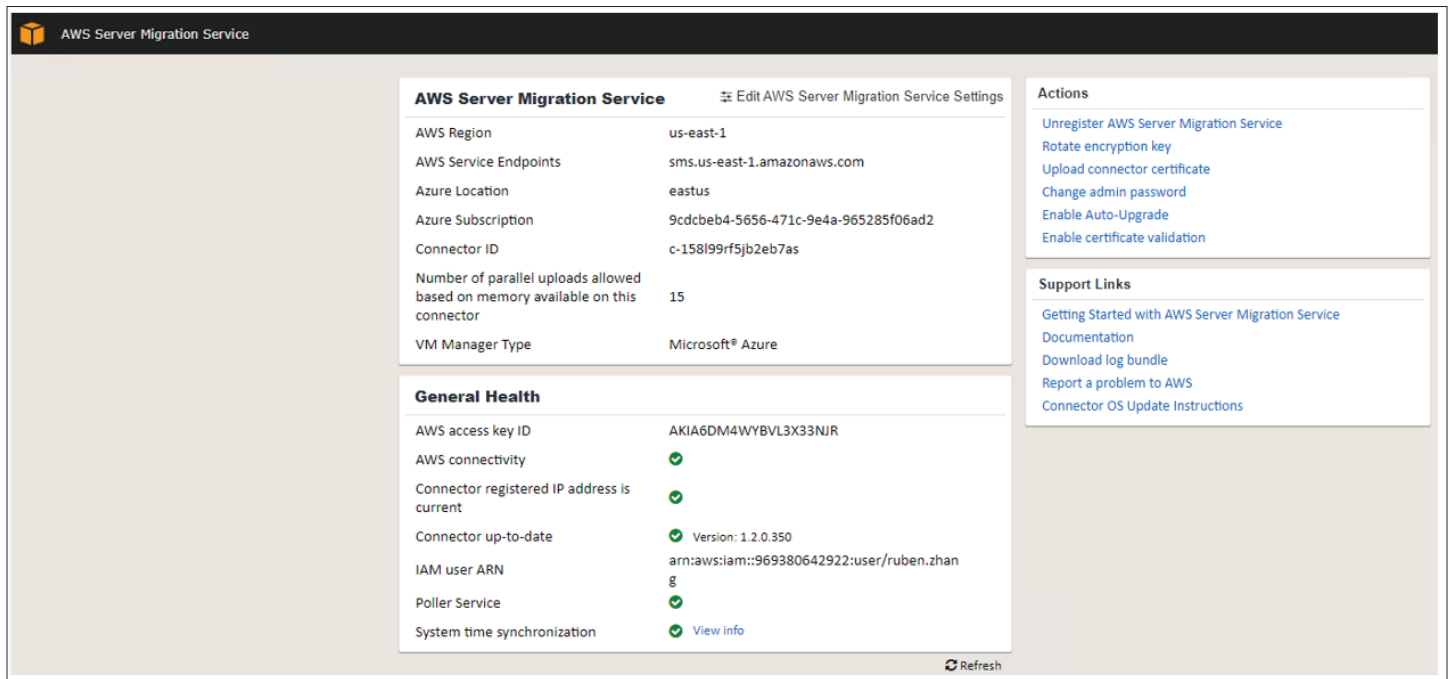 AWS Server Migration Service
AWS Server Migration Service
Edit AWS Server Migration Service Settings
AWS Region
us-east-1
AWS Service Endpoints
sms.us-east-1.amazonaws.com
Azure Location
eastus
Azure Subscription
9cdcbeb4-5656-471c-9e4a-965285f06ad2
Connector ID
c-158l99rf5jb2eb7as
Number of parallel uploads allowed
based on memory available on this
connector
15
VM Manager Type
Microsoft® Azure
General Health
AWS access key ID
AKIA6DM4WYBVL3X33NJR
AWS connectivity
Connector registered IP address is
current
Connector up-to-date
Version: 1.2.0.350
IAM user ARN
arn:aws:iam::969380642922:user/ruben.zhan
g
Poller Service
System time synchronization
View info
Refresh
Actions
Unregister AWS Server Migration Service
Rotate encryption key
Upload connector certificate
Change admin password
Enable Auto-Upgrade
Enable certificate validation
Support Links
Getting Started with AWS Server Migration Service
Documentation
Download log bundle
Report a problem to AWS
Connector OS Update Instructions